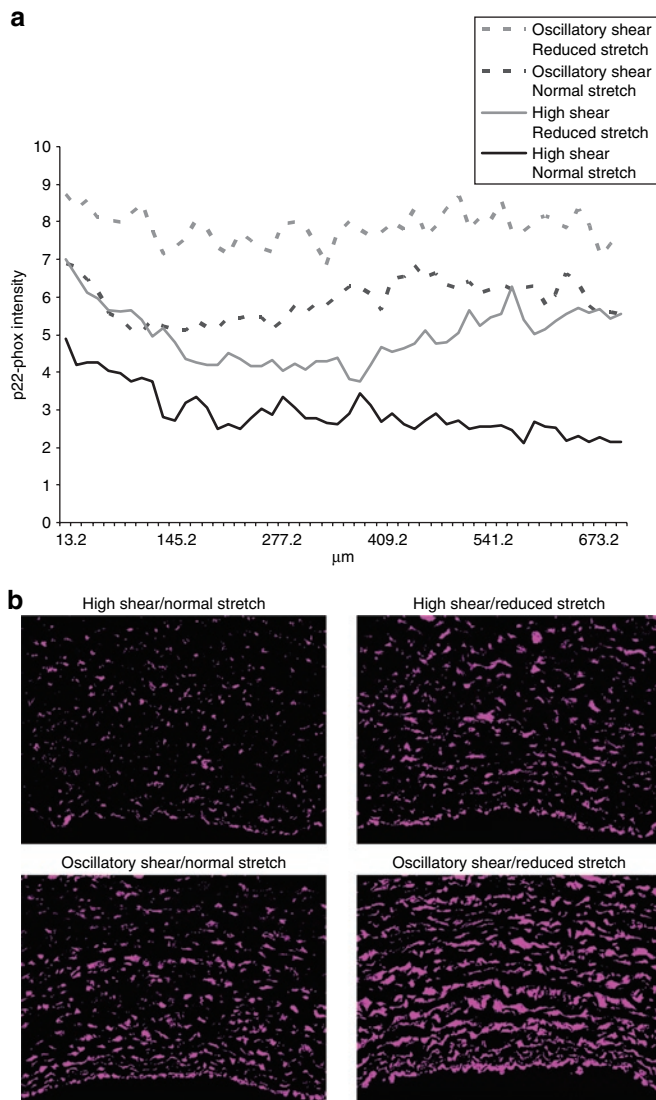 a
Oscillatory shear
Reduced stretch
Oscillatory shear
Normal stretch
High shear
Reduced stretch
High shear
Normal stretch
10
9
8
7
6
5
4
3
2
1
0
p22-phox intensity
13.2 145.2 277.2 409.2 541.2 673.2
μm
b
High shear/normal stretch
High shear/reduced stretch
Oscillatory shear/normal stretch
Oscillatory shear/reduced stretch